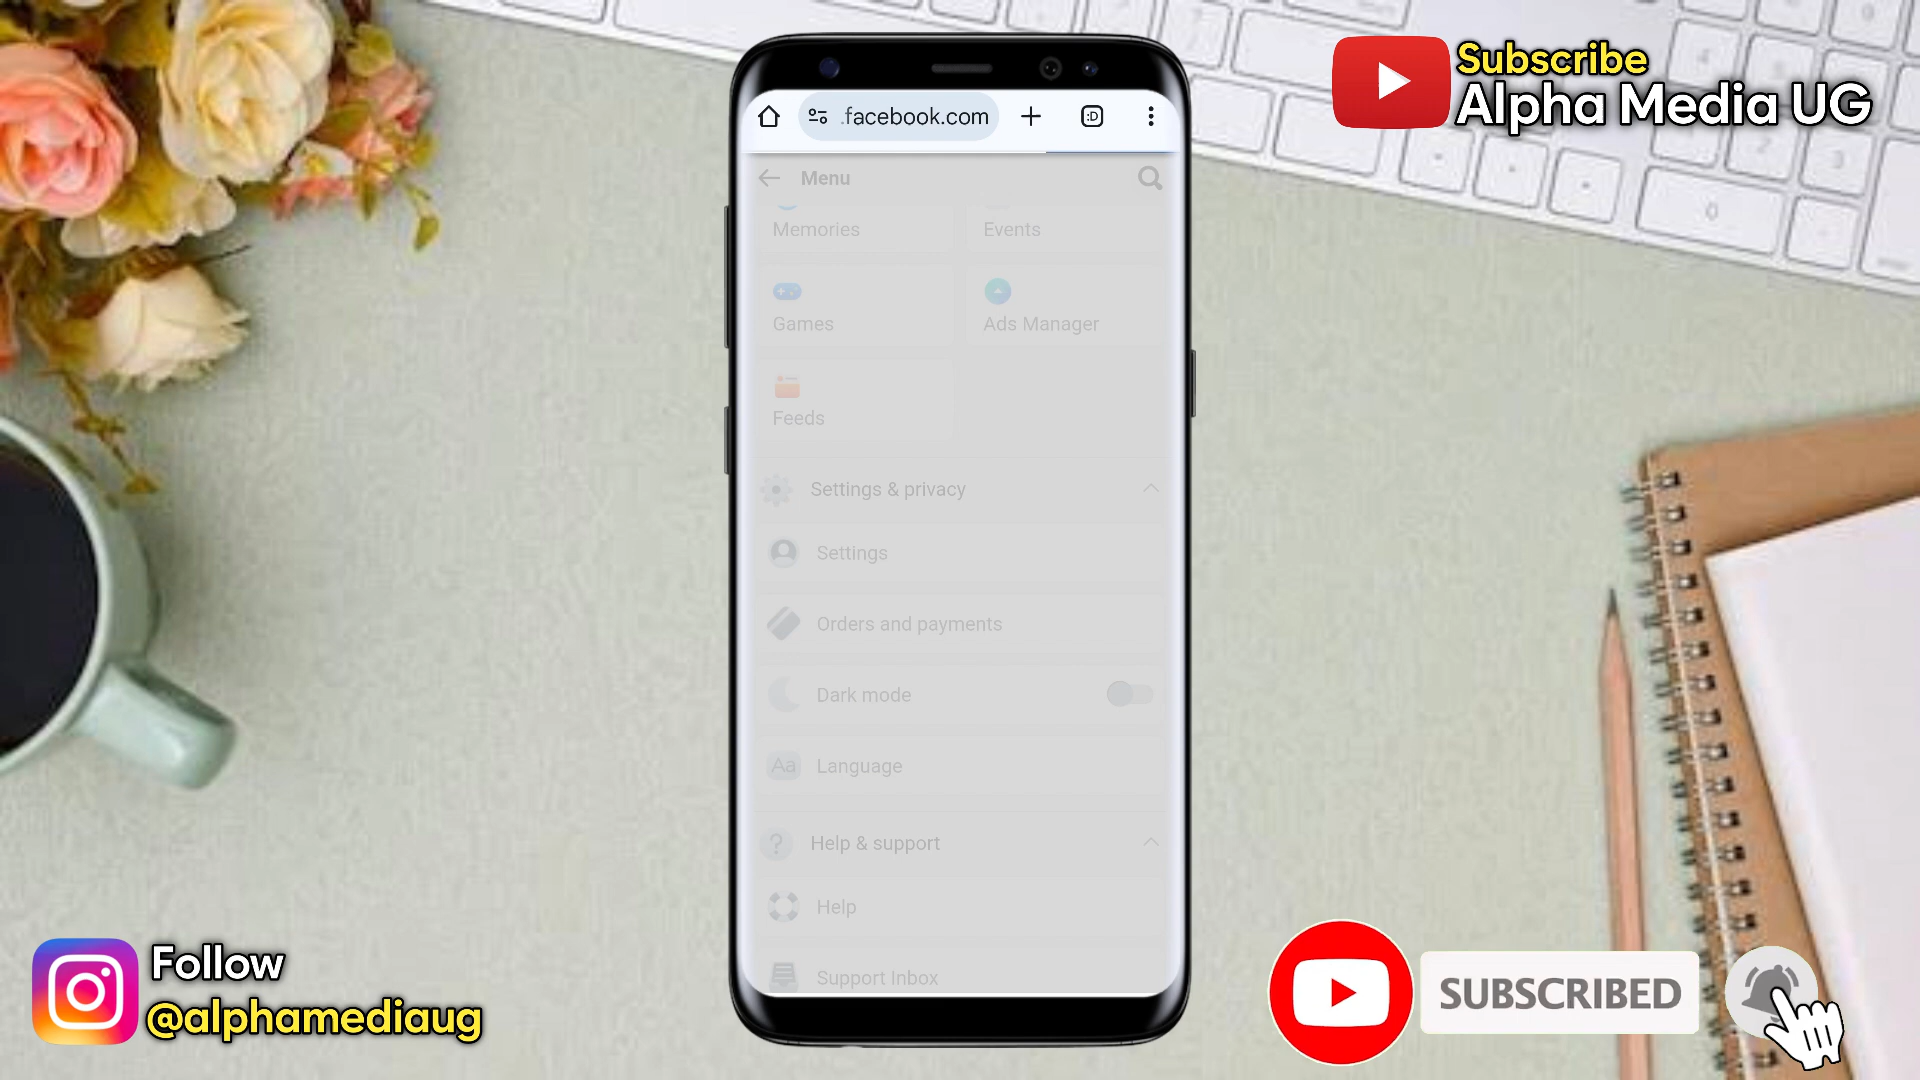 Subscribe
Alpha Media UG
.facebook.com
:D
Menu
Memories
Events
Games
Ads Manager
Feeds
Settings & privacy
Settings
Orders and payments
Dark mode
Aa Language
? Help & support
Help
Support Inbox
Follow
@alphamediaug
SUBSCRIBED